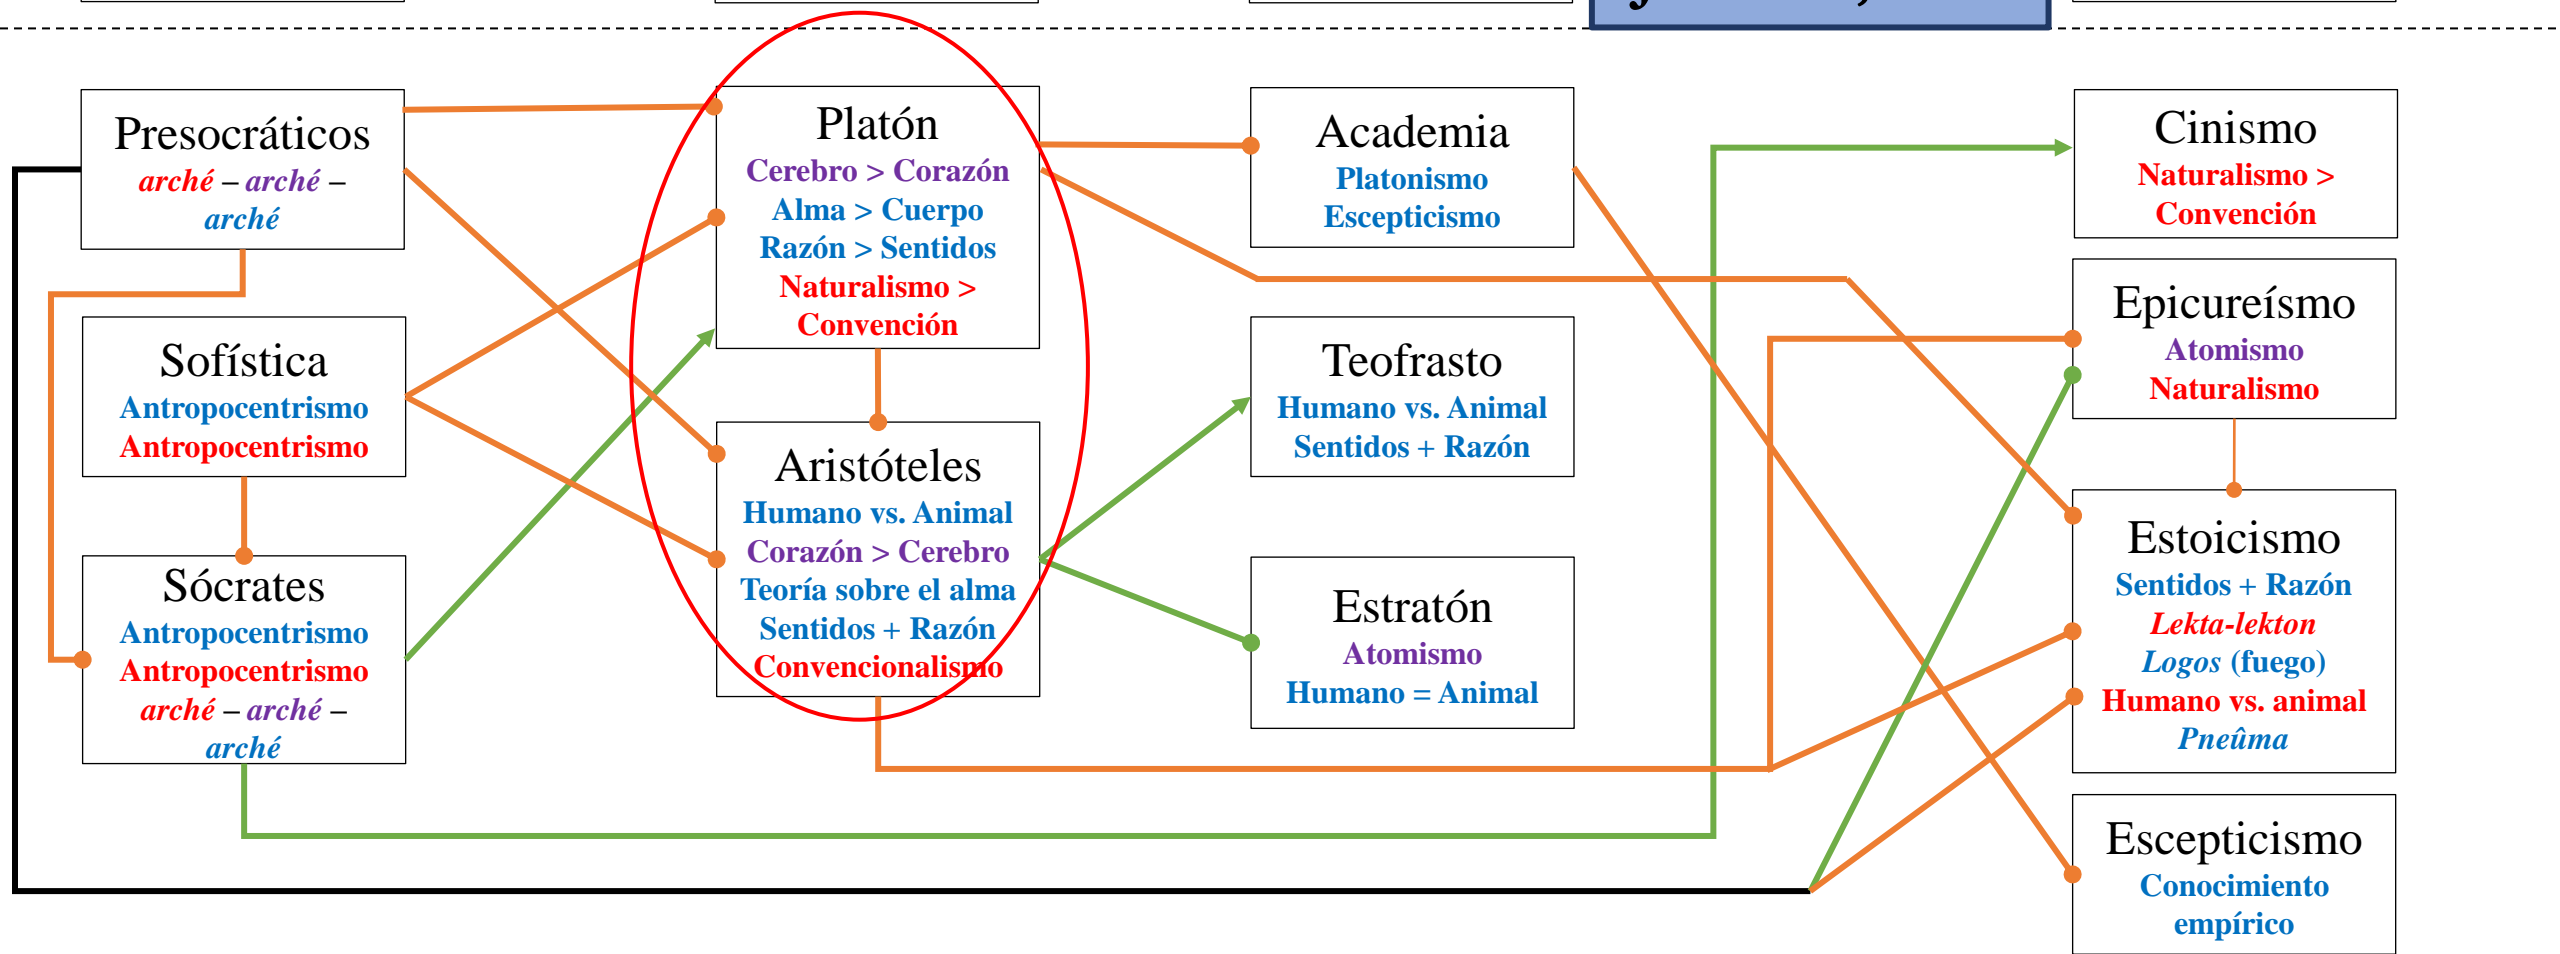 Presocráticos
arché – arché –
arché
Sofística
Antropocentrismo
Antropocentrismo
Sócrates
Antropocentrismo
Antropocentrismo
arché – arché –
arché
Platón
Cerebro > Corazón
Alma > Cuerpo
Razón > Sentidos
Naturalismo >
Convención
Aristóteles
Humano vs. Animal
Corazón > Cerebro
Teoría sobre el alma
Sentidos + Razón
Convencionalismo
Academia
Platonismo
Escepticismo
Teofrasto
Humano vs. Animal
Sentidos + Razón
Estratón
Atomismo
Humano = Animal
Cinismo
Naturalismo >
Convención
Epicureísmo
Atomismo
Naturalismo
Estoicismo
Sentidos + Razón
Lekta-lekton
Logos (fuego)
Humano vs. animal
Pneûma
Escepticismo
Conocimiento
empírico